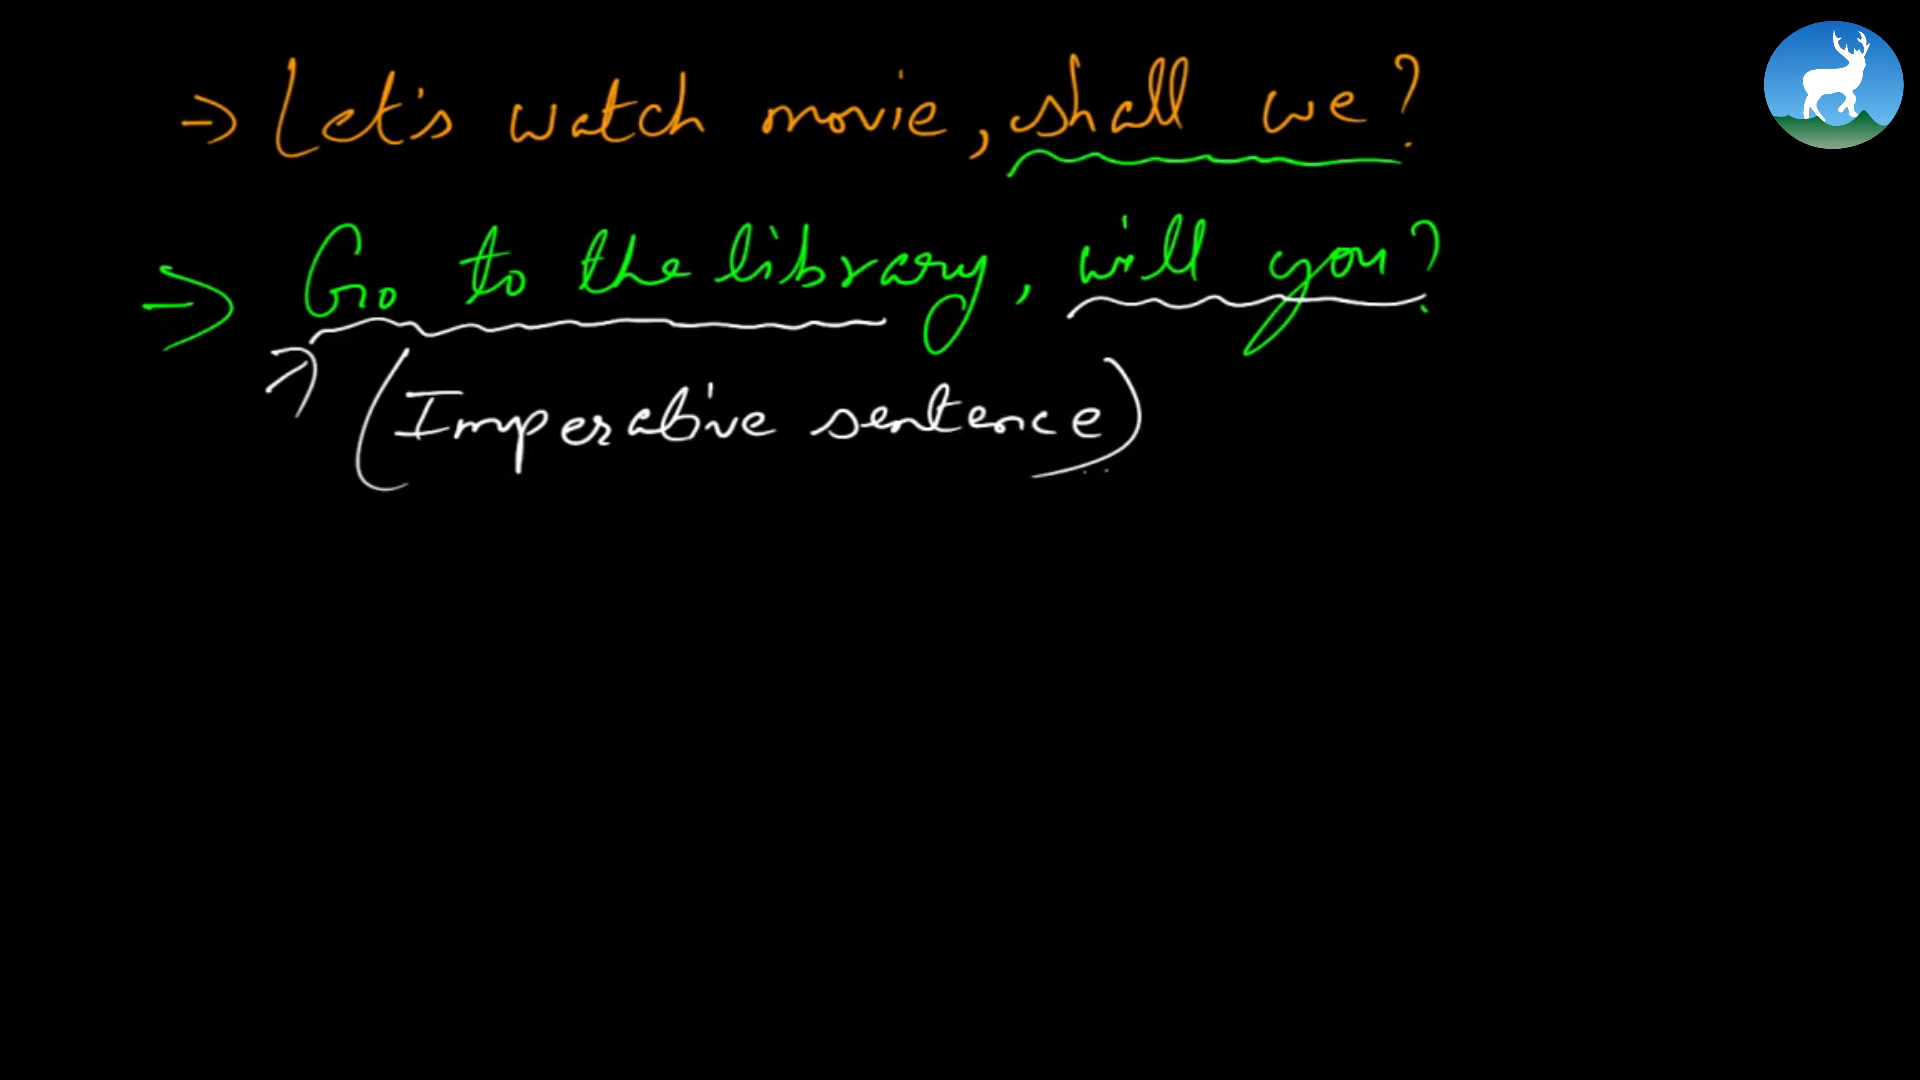 → Let's watch movie, shall we?
→ Go to the library, will you?
(Imperative sentence)